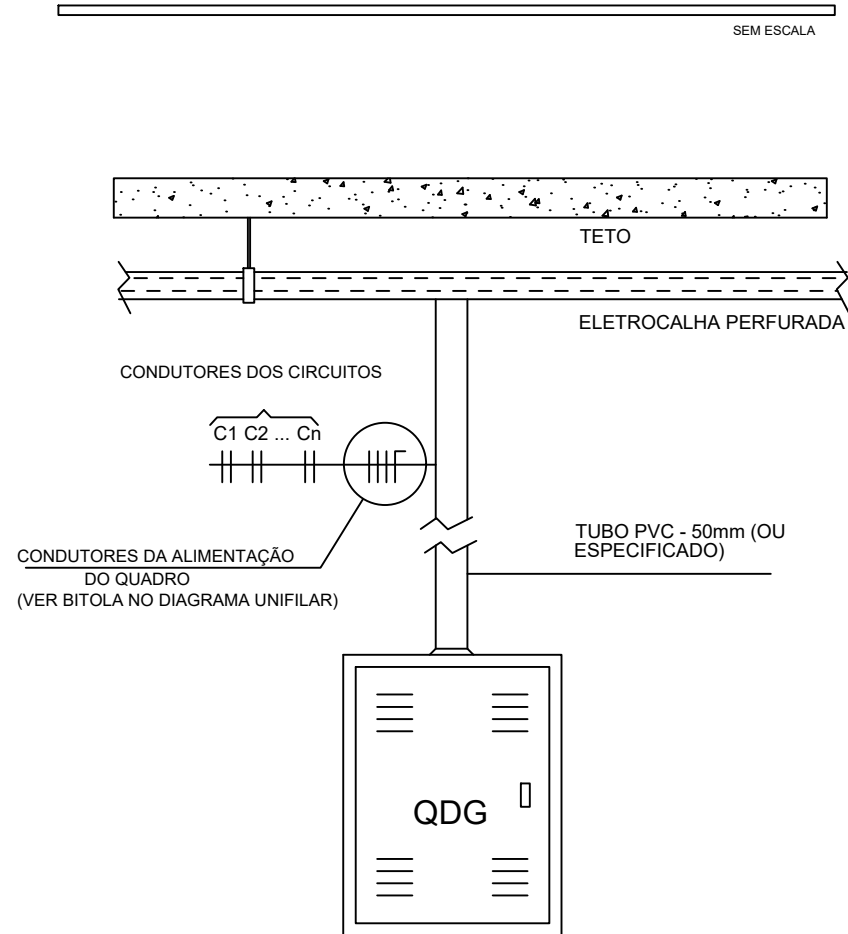 SEM ESCALA
TETO
ELETROCALHA PERFURADA
CONDUTORES DOS CIRCUITOS
C1 C2 ... Cn
TUBO PVC - 50mm (OU
ESPECIFICADO)
CONDUTORES DA ALIMENTAÇÃO
DO QUADRO
(VER BITOLA NO DIAGRAMA UNIFILAR)
QDG